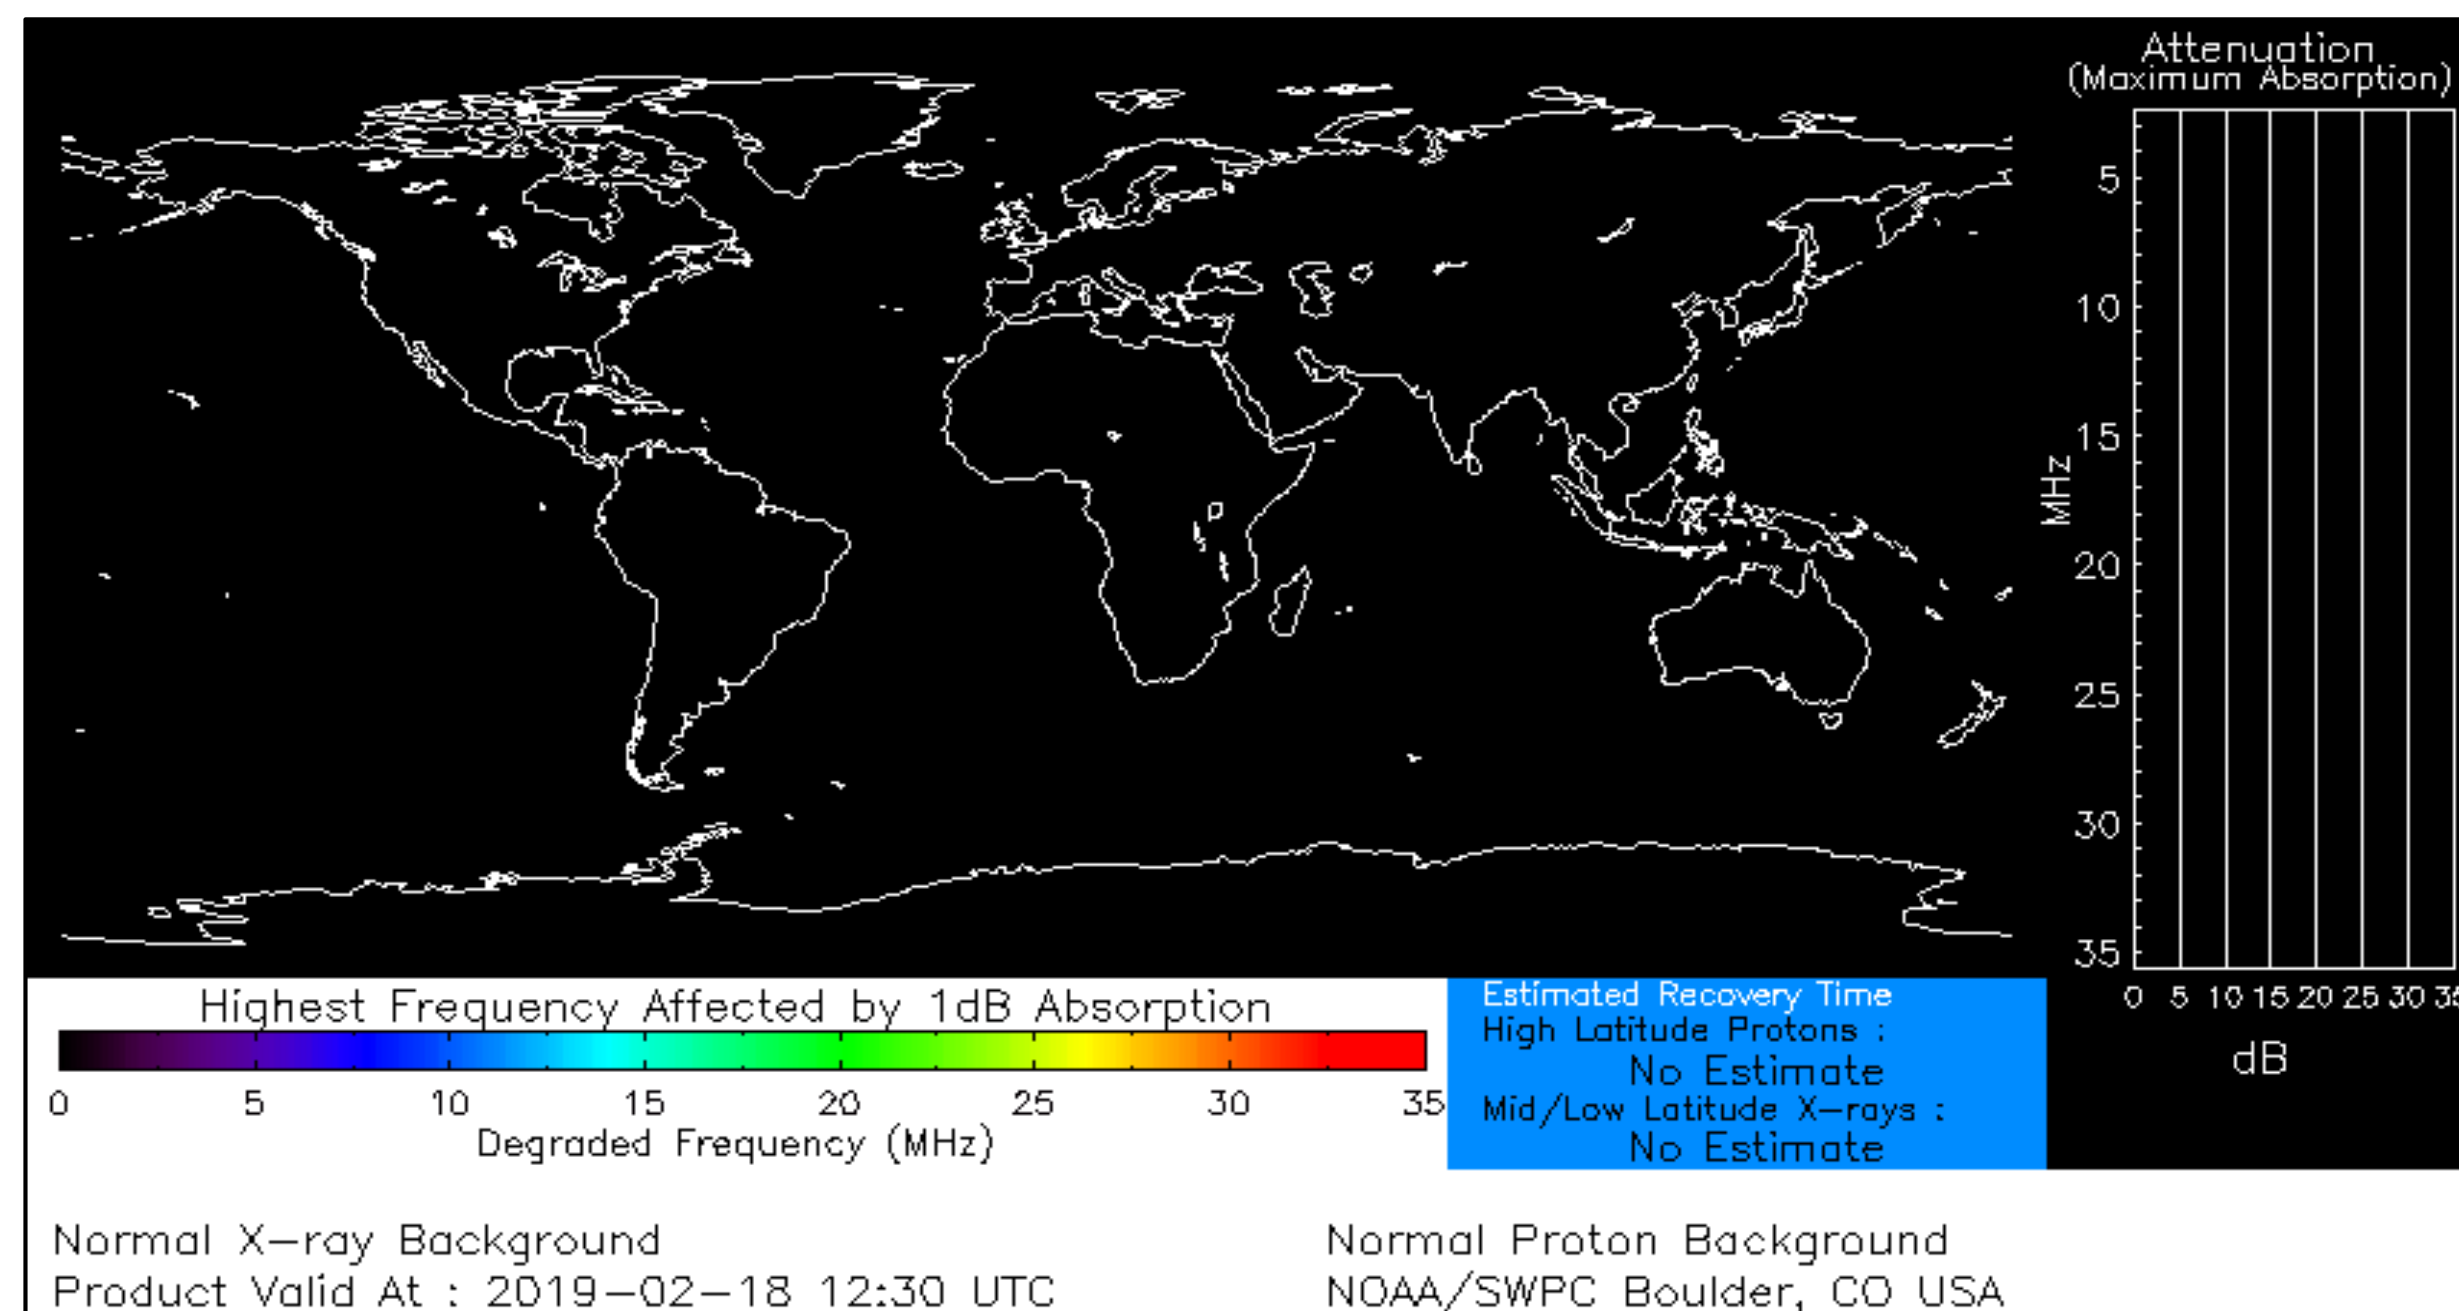 Attenuation
(Maximum Absorption)
5
10
15
20
25
30
35
MHz
0 5 10 15 20 25 30 35
dB
Highest Frequency Affected by 1dB Absorption
0 5 10 15 20 25 30 35
Degraded Frequency (MHz)
Estimated Recovery Time
High Latitude Protons :
No Estimate
Mid/Low Latitude X-rays :
No Estimate
Normal X-ray Background
Product Valid At : 2019-02-18 12:30 UTC
Normal Proton Background
NOAA/SWPC Boulder, CO USA